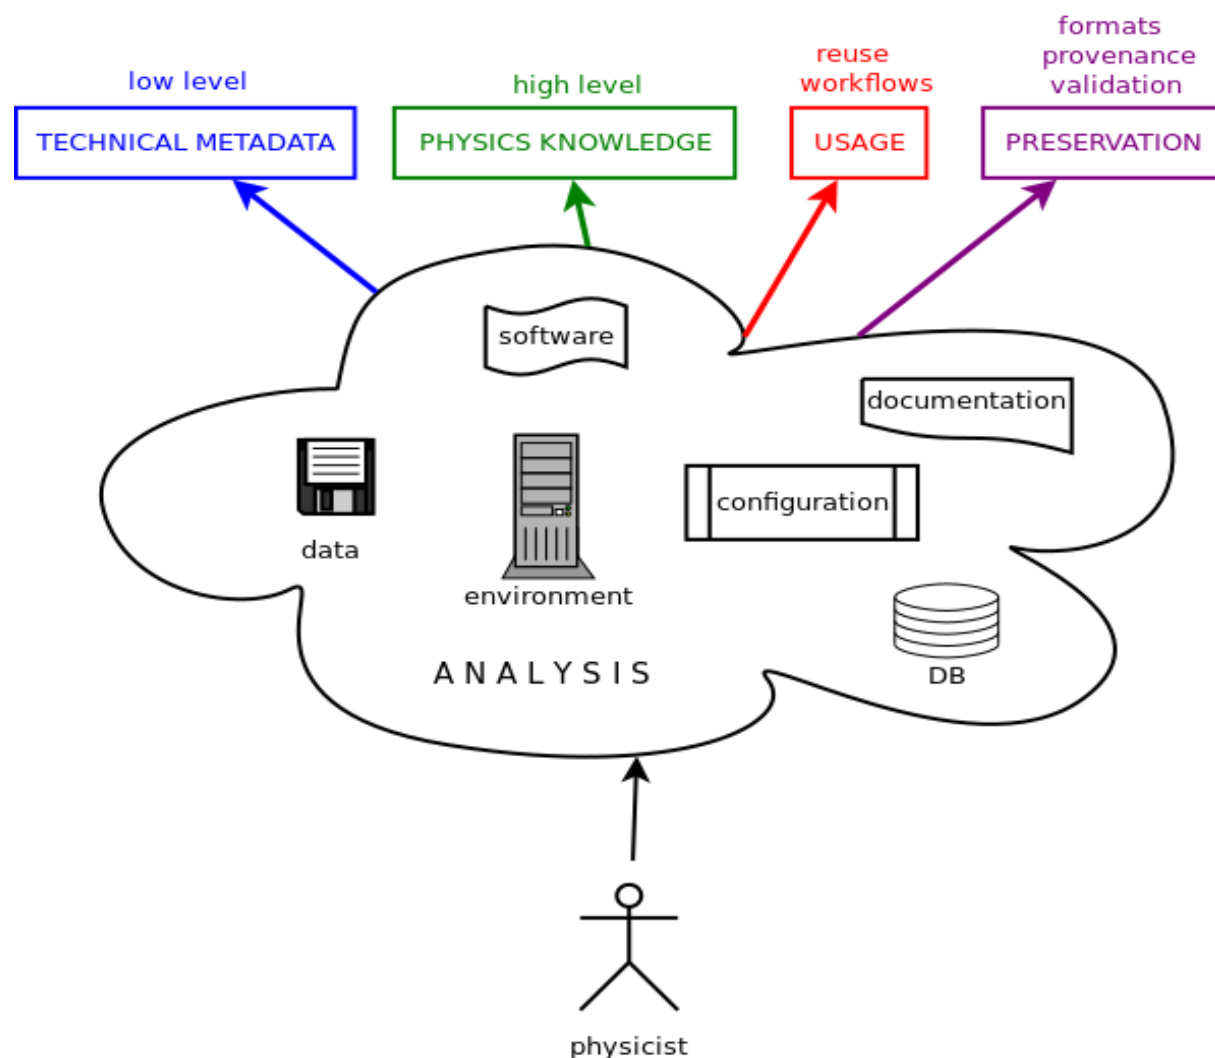 formats
provenance
validation
reuse
workflows
low level
high level
TECHNICAL METADATA
PHYSICS KNOWLEDGE
USAGE
PRESERVATION
software
documentation
configuration
data
environment
ANALYSIS
DB
physicist